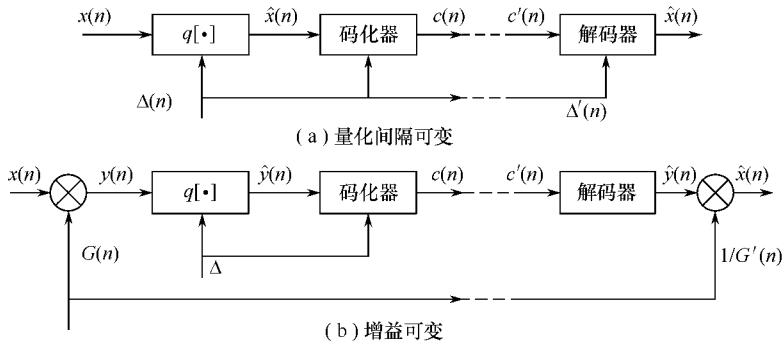 x(n) q[•] x̂(n) 码化器 c(n) c′(n) 解码器 x̂(n)
Δ(n) Δ′(n)
(a)量化间隔可变
x(n) y(n) q[•] ŷ(n) 码化器 c(n) c′(n) 解码器 ŷ(n) x̂(n)
G(n) Δ 1/G′(n)
(b)增益可变